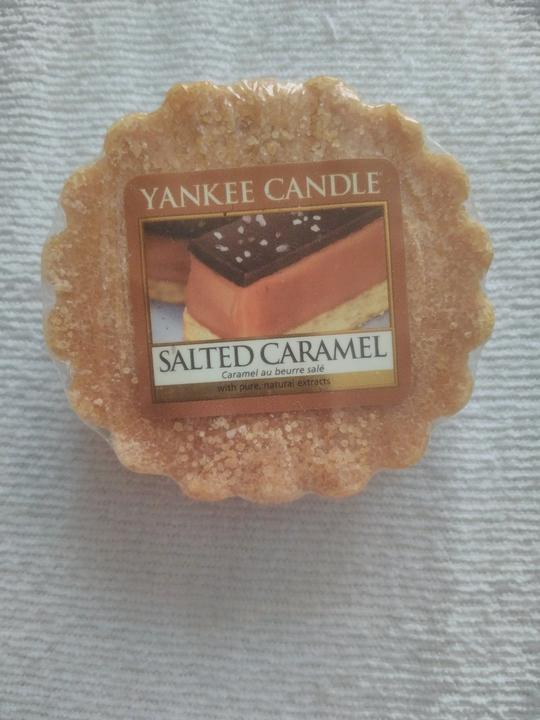 YANKEE CANDLE
SALTED CARAMEL
Caramel au beurre salé
with pure, natural extracts